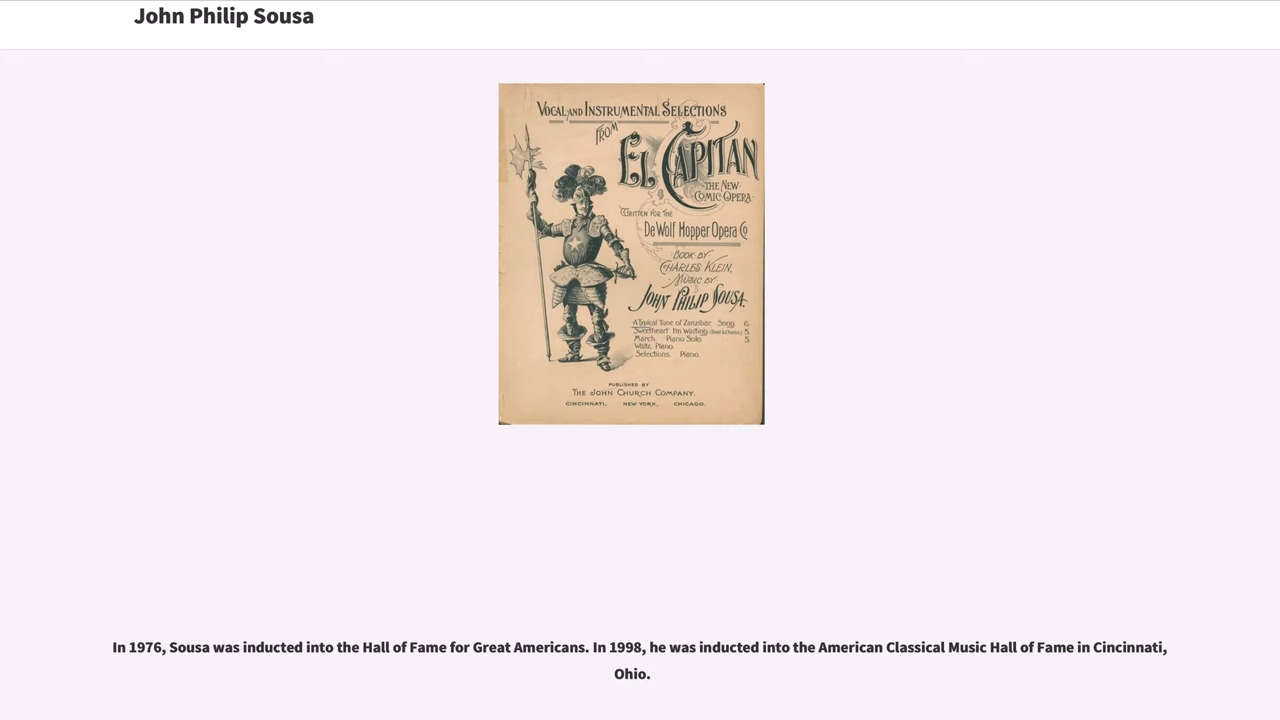 John Philip Sousa
VOCAL AND INSTRUMENTAL SELECTIONS
FROM
EL CAPITAN
THE NEW
COMIC OPERA
WRITTEN FOR THE
De Wolf Hopper Opera Co
BOOK BY
CHARLES KLEIN.
MUSIC BY
JOHN PHILIP SOUSA.
A Typical Tune of Zanzibar. Song. 6.
Sweetheart I'm Waiting. 5.
March. Piano Solo. 5.
Waltz. Piano.
Selections. Piano.
PUBLISHED BY
THE JOHN CHURCH COMPANY.
CINCINNATI, NEW YORK, CHICAGO.
In 1976, Sousa was inducted into the Hall of Fame for Great Americans. In 1998, he was inducted into the American Classical Music Hall of Fame in Cincinnati,
Ohio.